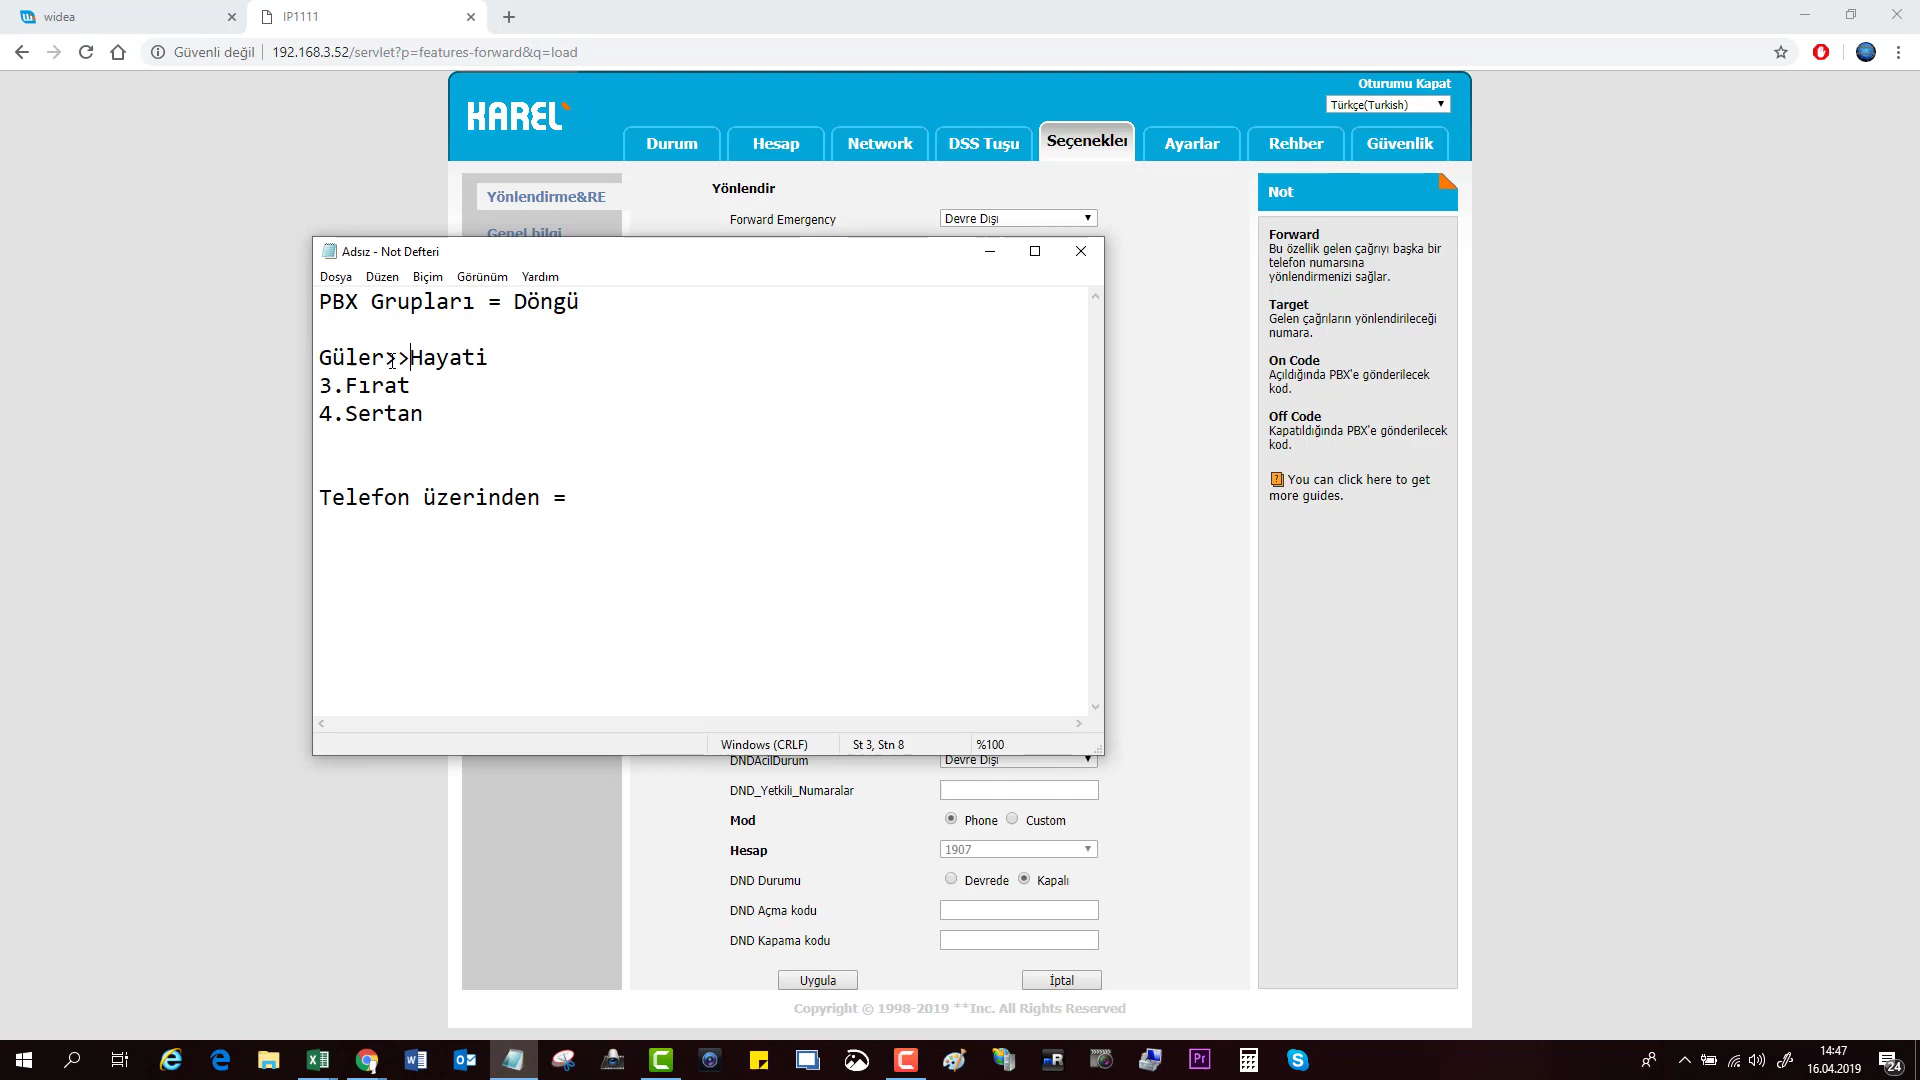 widea
IP1111
Güvenli değil
192.168.3.52/servlet?p=features-forward&q=load
Oturumu Kapat
Türkçe(Turkish)
KAREL
Durum
Hesap
Network
DSS Tuşu
Seçenekler
Ayarlar
Rehber
Güvenlik
Yönlendirme&RE
Genel bilgi
Yönlendir
Forward Emergency
Devre Dışı
Adsız - Not Defteri
Dosya Düzen Biçim Görünüm Yardım
PBX Grupları = Döngü
Güler>>Hayati
3.Fırat
4.Sertan
Telefon üzerinden =
Windows (CRLF)
St 3, Stn 8
%100
DNDAcilDurum
Devre Dışı
DND_Yetkili_Numaralar
Mod
Phone
Custom
Hesap
1907
DND Durumu
Devrede
Kapalı
DND Açma kodu
DND Kapama kodu
Uygula
İptal
Not
Forward
Bu özellik gelen çağrıyı başka bir
telefon numarsına
yönlendirmenizi sağlar.
Target
Gelen çağrıların yönlendirileceği
numara.
On Code
Açıldığında PBX'e gönderilecek
kod.
Off Code
Kapatıldığında PBX'e gönderilecek
kod.
You can click here to get
more guides.
Copyright © 1998-2019 **Inc. All Rights Reserved
14:47
16.04.2019
24